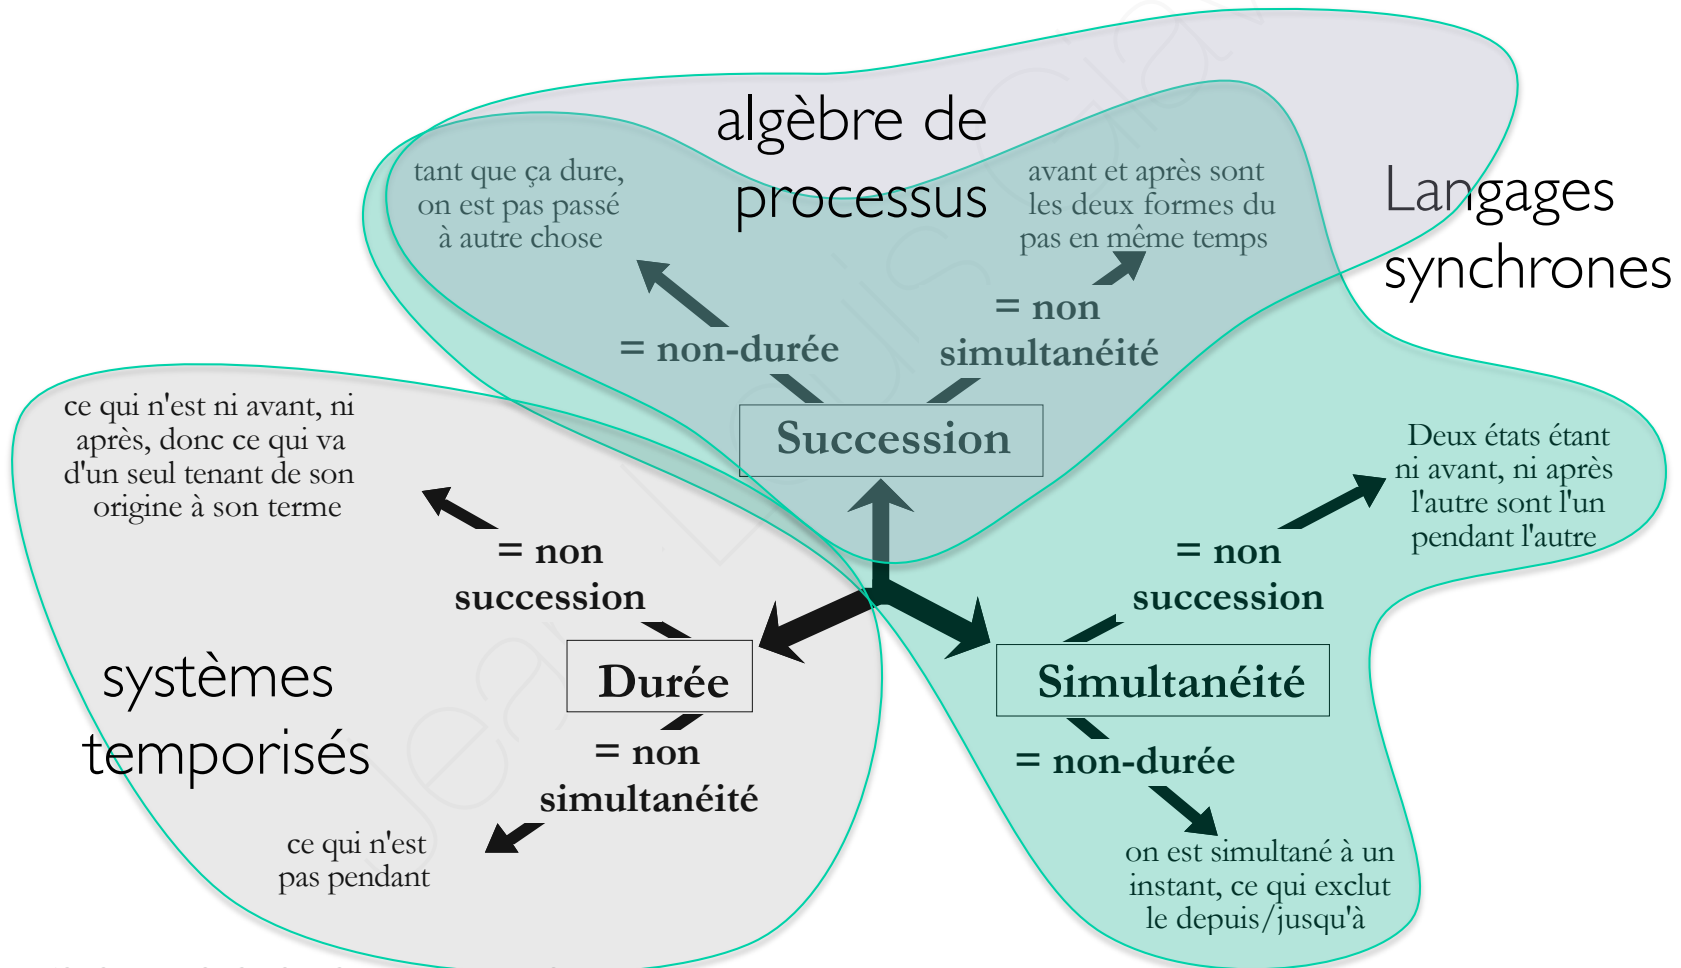 algèbre de
processus
tant que ça dure,
on est pas passé
à autre chose
avant et après sont
les deux formes du
pas en même temps
Langages
synchrones
= non-durée
= non
simultanéité
Succession
ce qui n'est ni avant, ni
après, donc ce qui va
d'un seul tenant de son
origine à son terme
Deux états étant
ni avant, ni après
l'autre sont l'un
pendant l'autre
= non
succession
= non
succession
systèmes
temporisés
Durée
Simultanéité
= non
simultanéité
= non-durée
ce qui n'est
pas pendant
on est simultané à un
instant, ce qui exclut
le depuis/jusqu'à